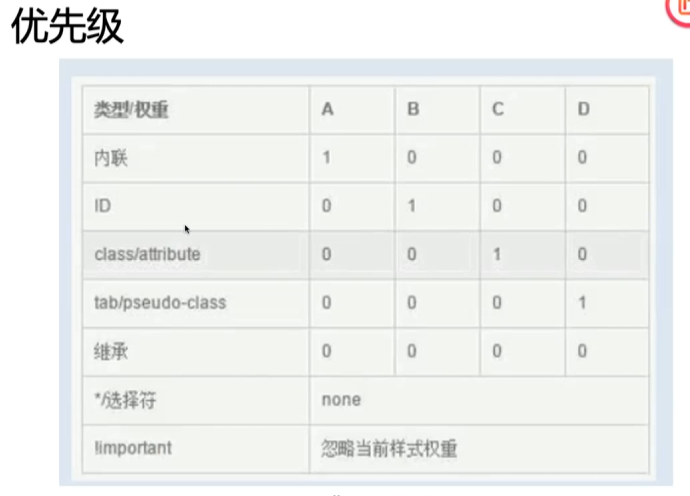 优先级
类型/权重 A B C D
内联 1 0 0 0
ID 0 1 0 0
class/attribute 0 0 1 0
tab/pseudo-class 0 0 0 1
继承 0 0 0 0
*/选择符 none
!important 忽略当前样式权重